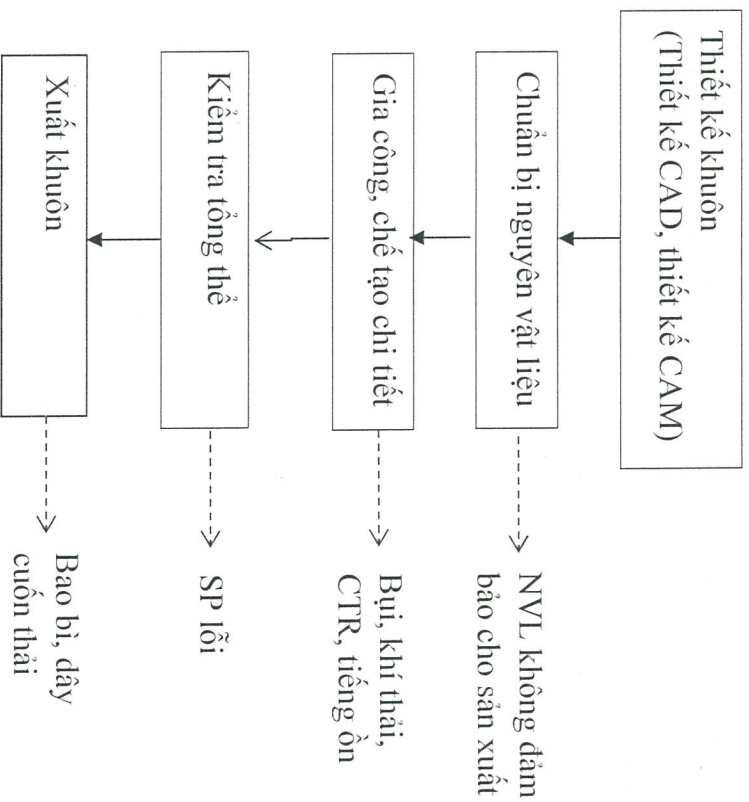 Thiết kế khuôn
(Thiết kế CAD, thiết kế CAM)
Chuẩn bị nguyên vật liệu
NVL không đảm
bảo cho sản xuất
Gia công, chế tạo chi tiết
Bụi, khí thải,
CTR, tiếng ồn
Kiểm tra tổng thể
SP lỗi
Xuất khuôn
Bao bì, dây
cuốn thải